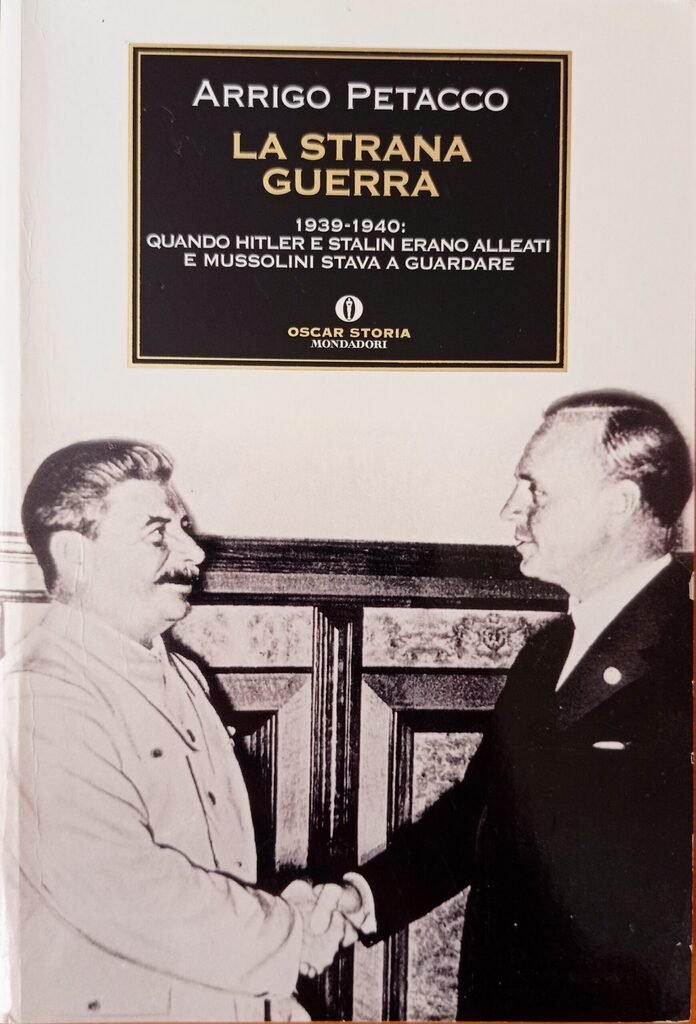 ARRIGO PETACCO
LA STRANA
GUERRA
1939-1940:
QUANDO HITLER E STALIN ERANO ALLEATI
E MUSSOLINI STAVA A GUARDARE
OSCAR STORIA
MONDADORI